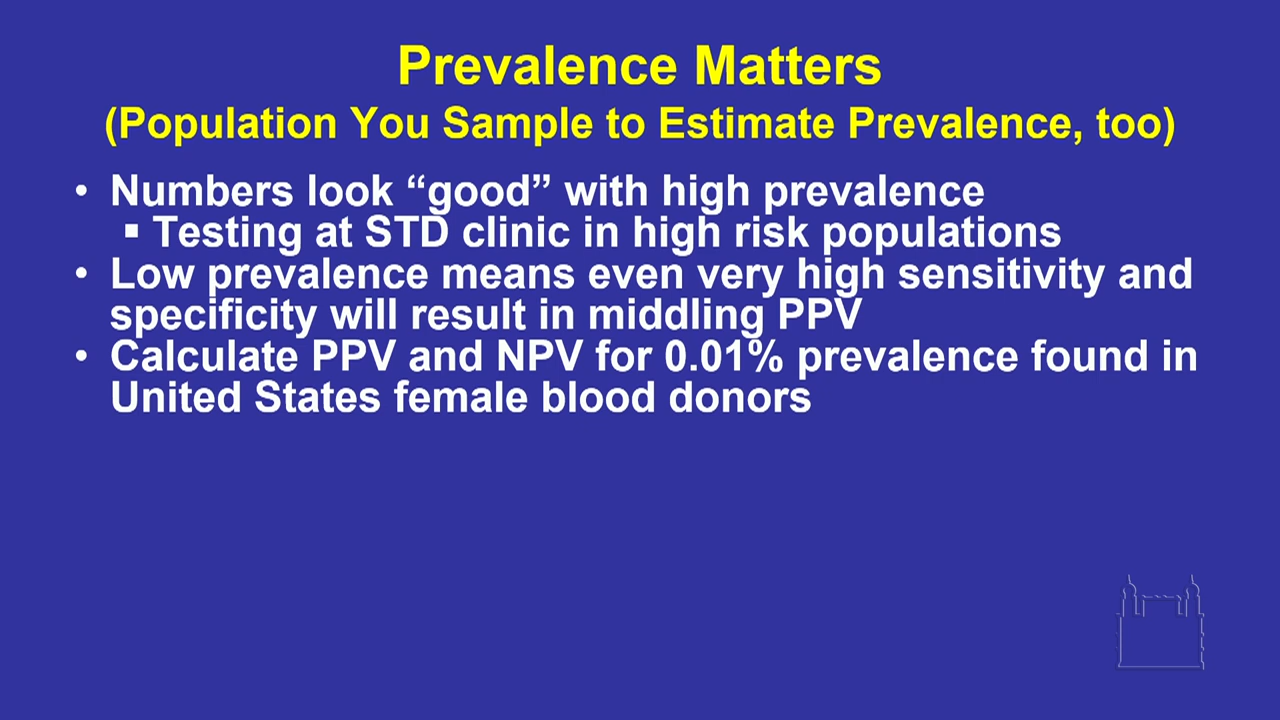 Prevalence Matters
(Population You Sample to Estimate Prevalence, too)
• Numbers look “good” with high prevalence
▪ Testing at STD clinic in high risk populations
• Low prevalence means even very high sensitivity and
specificity will result in middling PPV
• Calculate PPV and NPV for 0.01% prevalence found in
United States female blood donors